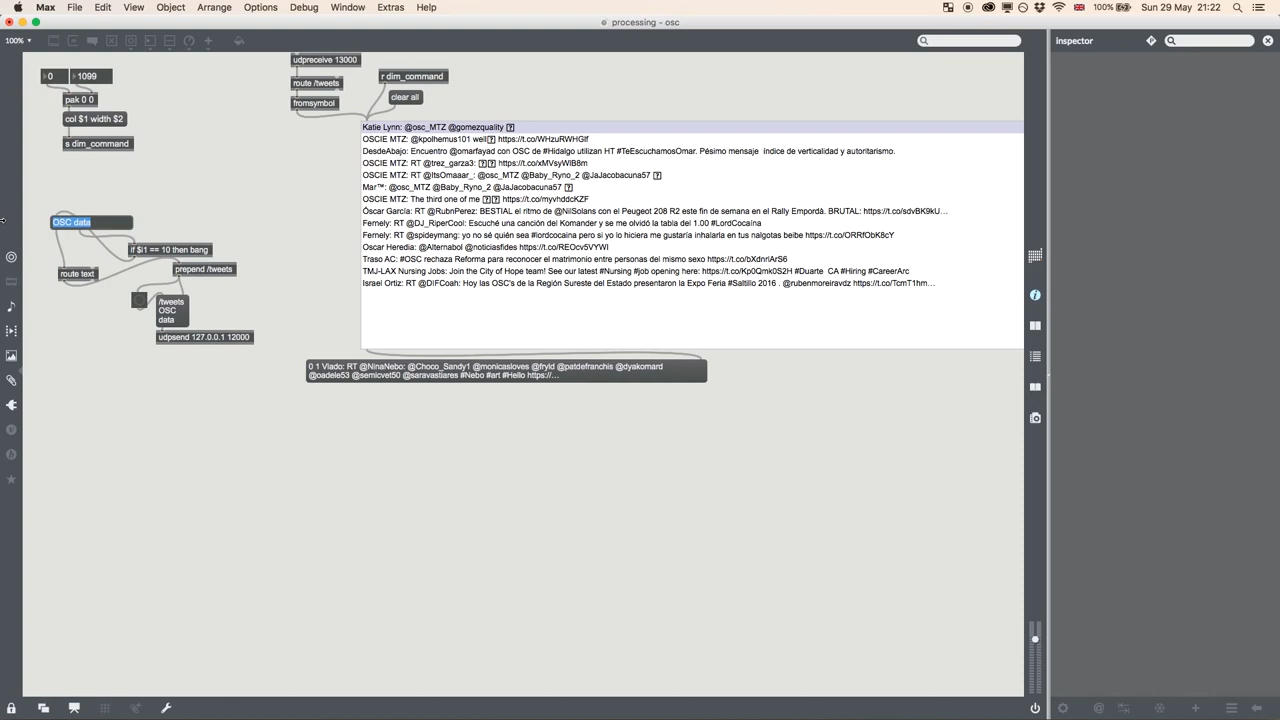 Max File Edit View Object Arrange Options Debug Window Extras Help
100% Sun 29 May 21:22
processing - osc
100%
Inspector
0 1099
pak 0 0
col $1 width $2
s dim_command
udpreceive 13000
route /tweets
fromsymbol
r dim_command
clear all
Katie Lynn: @osc_MTZ @gomezquality
OSCIE MTZ: @kpolhemus101 well https://t.co/WHzuRWHGIf
DesdeAbajo: Encuentro @omarfayad con OSC de #Hidalgo utilizan HT #TeEscuchamosOmar. Pésimo mensaje índice de verticalidad y autoritarismo.
OSCIE MTZ: RT @trez_garza3: https://t.co/xMVsyWlB8m
OSCIE MTZ: RT @ItsOmaaar_: @osc_MTZ @Baby_Ryno_2 @JaJacobacuna57
Mar™: @osc_MTZ @Baby_Ryno_2 @JaJacobacuna57
OSCIE MTZ: The third one of me https://t.co/myvhddcKZF
Óscar García: RT @RubnPerez: BESTIAL el ritmo de @NilSolans con el Peugeot 208 R2 este fin de semana en el Rally Empordà. BRUTAL: https://t.co/sdvBK9kU...
Fernely: RT @DJ_RiperCool: Escuché una canción del Komander y se me olvidó la tabla del 1.00 #LordCocaína
Fernely: RT @spideymang: yo no sé quién sea #lordcocaina pero si yo lo hiciera me gustaría inhalarla en tus nalgotas beibe https://t.co/ORRfObK8cY
Oscar Heredia: @Alternabol @noticiasfides https://t.co/REOcv5VYWl
Traso AC: #OSC rechaza Reforma para reconocer el matrimonio entre personas del mismo sexo https://t.co/bXdnrlArS6
TMJ-LAX Nursing Jobs: Join the City of Hope team! See our latest #Nursing #job opening here: https://t.co/Kp0Qmk0S2H #Duarte CA #Hiring #CareerArc
Israel Ortiz: RT @DIFCoah: Hoy las OSC's de la Región Sureste del Estado presentaron la Expo Feria #Saltillo 2016 . @rubenmoreiravdz https://t.co/TcmT1hm...
OSC data
if $i1 == 10 then bang
route text
prepend /tweets
/tweets
OSC
data
udpsend 127.0.0.1 12000
0 1 Vlado: RT @NinaNebo: @Choco_Sandy1 @monicasloves @fryld @patdefranchis @dyakomard
@oadele53 @semicvet50 @saravastiares #Nebo #art #Hello https://...